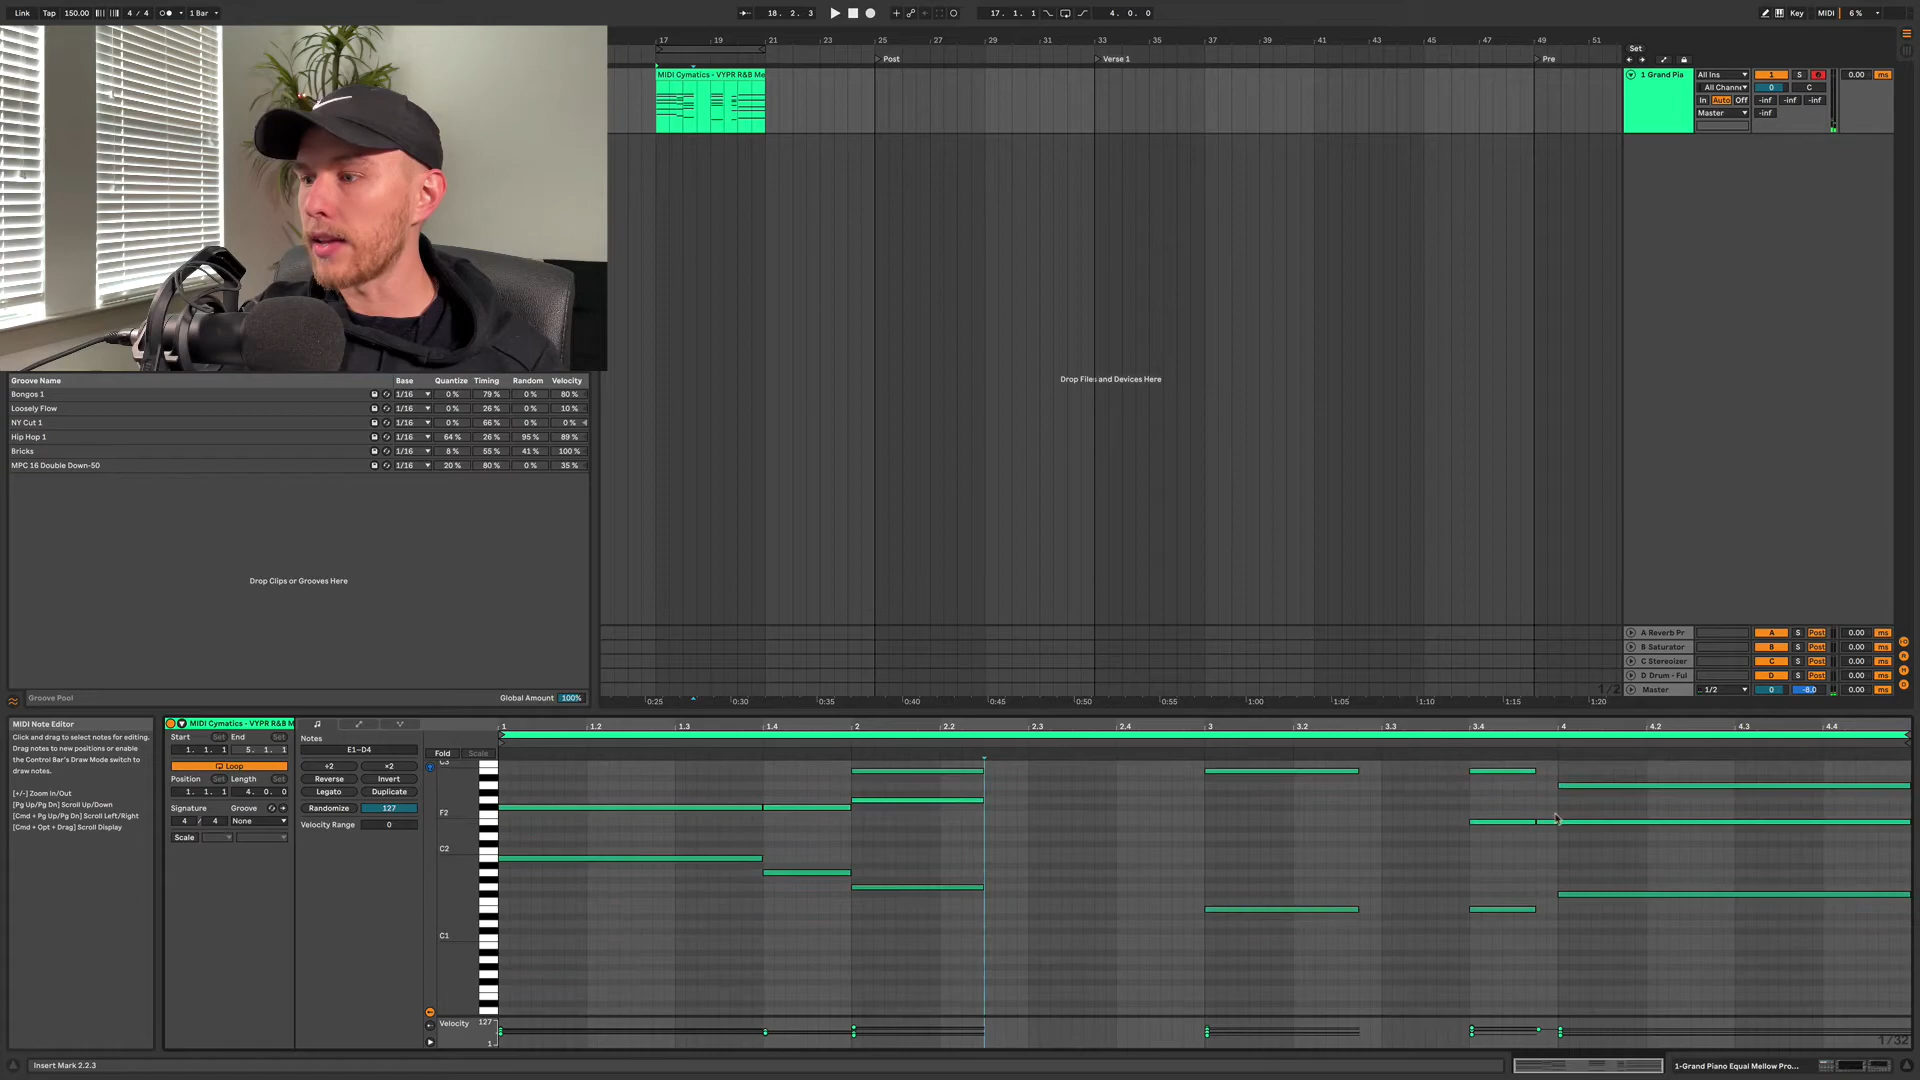 Link Tap 150.00 4 / 4 1 Bar 18. 2. 3 17. 1. 1 4. 0. 0 Key MIDI 6 %
17 19 21 23 25 27 29 31 33 35 37 39 41 43 45 47 49 51 Set
Post Verse 1 Pre
MIDI Cymatics - VYPR R&B Me 1 Grand Pia All Ins 1 S 0.00 ms
All Channe 0 C
In Auto Off -inf -inf -inf
Master -inf
Drop Files and Devices Here
Groove Name Base Quantize Timing Random Velocity
Bongos 1 1/16 0 % 79 % 0 % 80 %
Loosely Flow 1/16 0 % 26 % 0 % 10 %
NY Cut 1 1/16 0 % 66 % 0 % 0 %
Hip Hop 1 1/16 64 % 26 % 95 % 89 %
Bricks 1/16 8 % 55 % 41 % 100 %
MPC 16 Double Down-50 1/16 20 % 80 % 0 % 35 %
Drop Clips or Grooves Here
A Reverb Pr A S Post 0.00 ms
B Saturator B S Post 0.00 ms
C Stereoizer C S Post 0.00 ms
D Drum - Ful D S Post 0.00 ms
1/2 Master 1/2 0 -8.0 0.00 ms
Groove Pool Global Amount 100%
0:25 0:30 0:35 0:40 0:45 0:50 0:55 1:00 1:05 1:10 1:15 1:20
MIDI Note Editor
Click and drag to select notes for editing.
Drag notes to new positions or enable
the Control Bar's Draw Mode switch to
draw notes.
[+/-] Zoom In/Out
[Pg Up/Pg Dn] Scroll Up/Down
[Cmd + Pg Up/Pg Dn] Scroll Left/Right
[Cmd + Opt + Drag] Scroll Display
MIDI Cymatics - VYPR R&B M
Start Set End Set
1. 1. 1 5. 1. 1
Loop
Position Set Length Set
1. 1. 1 4. 0. 0
Signature Groove
4 / 4 None
Scale
Notes
E1-D4
÷2 ×2
Reverse Invert
Legato Duplicate
Randomize 127
Velocity Range 0
Fold Scale
1 1.2 1.3 1.4 2 2.2 2.3 2.4 3 3.2 3.3 3.4 4 4.2 4.3 4.4
C3
F2
C2
C1
Velocity 127
1
1/32
Insert Mark 2.2.3
1-Grand Piano Equal Mellow Pro...